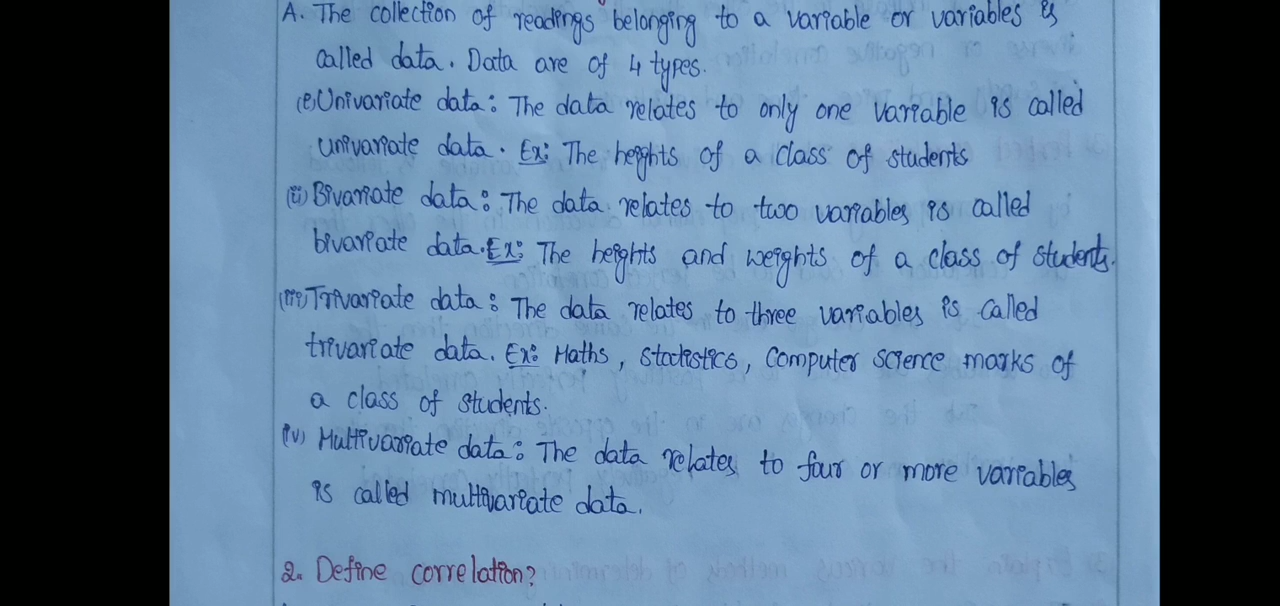 A. The collection of readings belonging to a variable or variables is
called data. Data are of 4 types.
(i) Univariate data: The data relates to only one variable is called
univariate data. Ex: The heights of a class of students
(ii) Bivariate data: The data relates to two variables is called
bivariate data. Ex: The heights and weights of a class of students.
(iii) Trivariate data: The data relates to three variables is called
trivariate data. Ex: Maths, Statistics, Computer science marks of
a class of students.
(iv) Multivariate data: The data relates to four or more variables
is called multivariate data.
2. Define correlation?